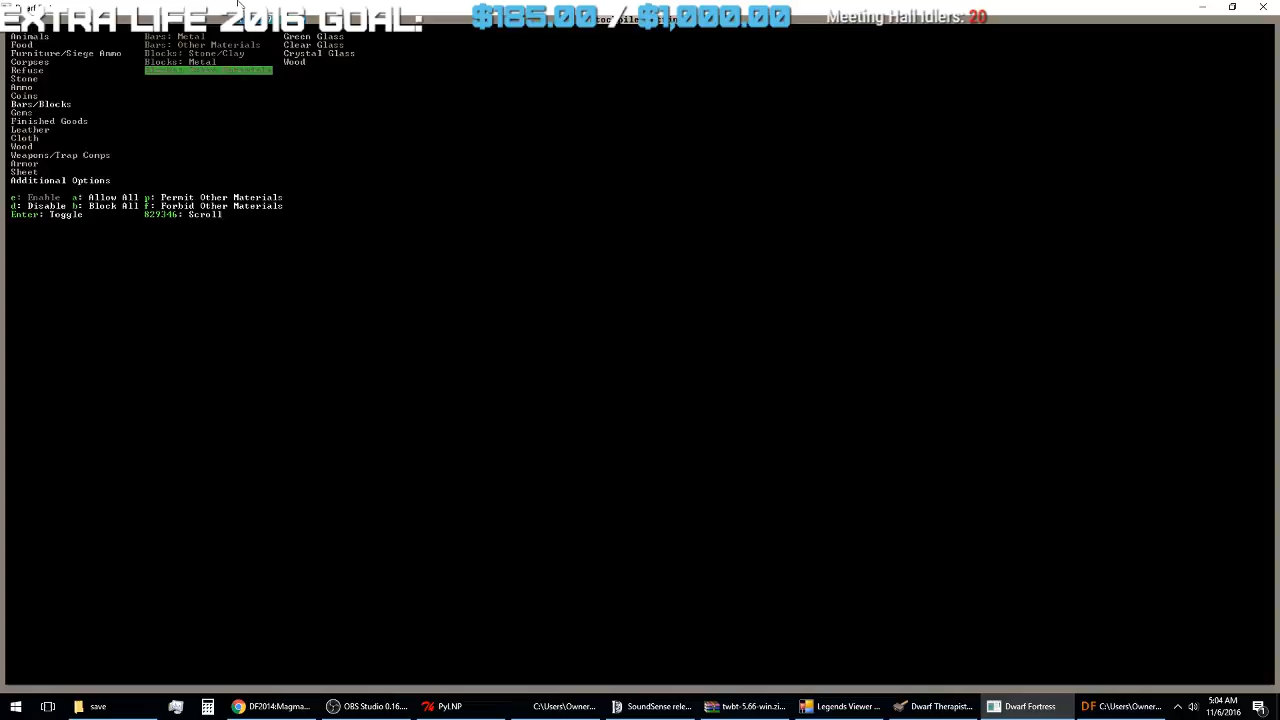 EXTRA LIFE 2016 GOAL: $185.00 / $1,000.00 Meeting Hall Idlers: 20
Animals Bars: Metal Green Glass
Food Bars: Other Materials Clear Glass
Furniture/Siege Ammo Blocks: Stone/Clay Crystal Glass
Corpses Blocks: Metal Wood
Refuse
Stone
Ammo
Coins
Bars/Blocks
Gems
Finished Goods
Leather
Cloth
Wood
Weapons/Trap Comps
Armor
Sheet
Additional Options
e: Enable a: Allow All p: Permit Other Materials
d: Disable b: Block All f: Forbid Other Materials
Enter: Toggle 829346: Scroll
save DF2014:Magma... OBS Studio 0.16.... PyLNP C:\Users\Owner... SoundSense rele... twbt-5.66-win.zi... Legends Viewer ... Dwarf Therapist... Dwarf Fortress DF C:\Users\Owner... 5:04 AM
11/6/2016